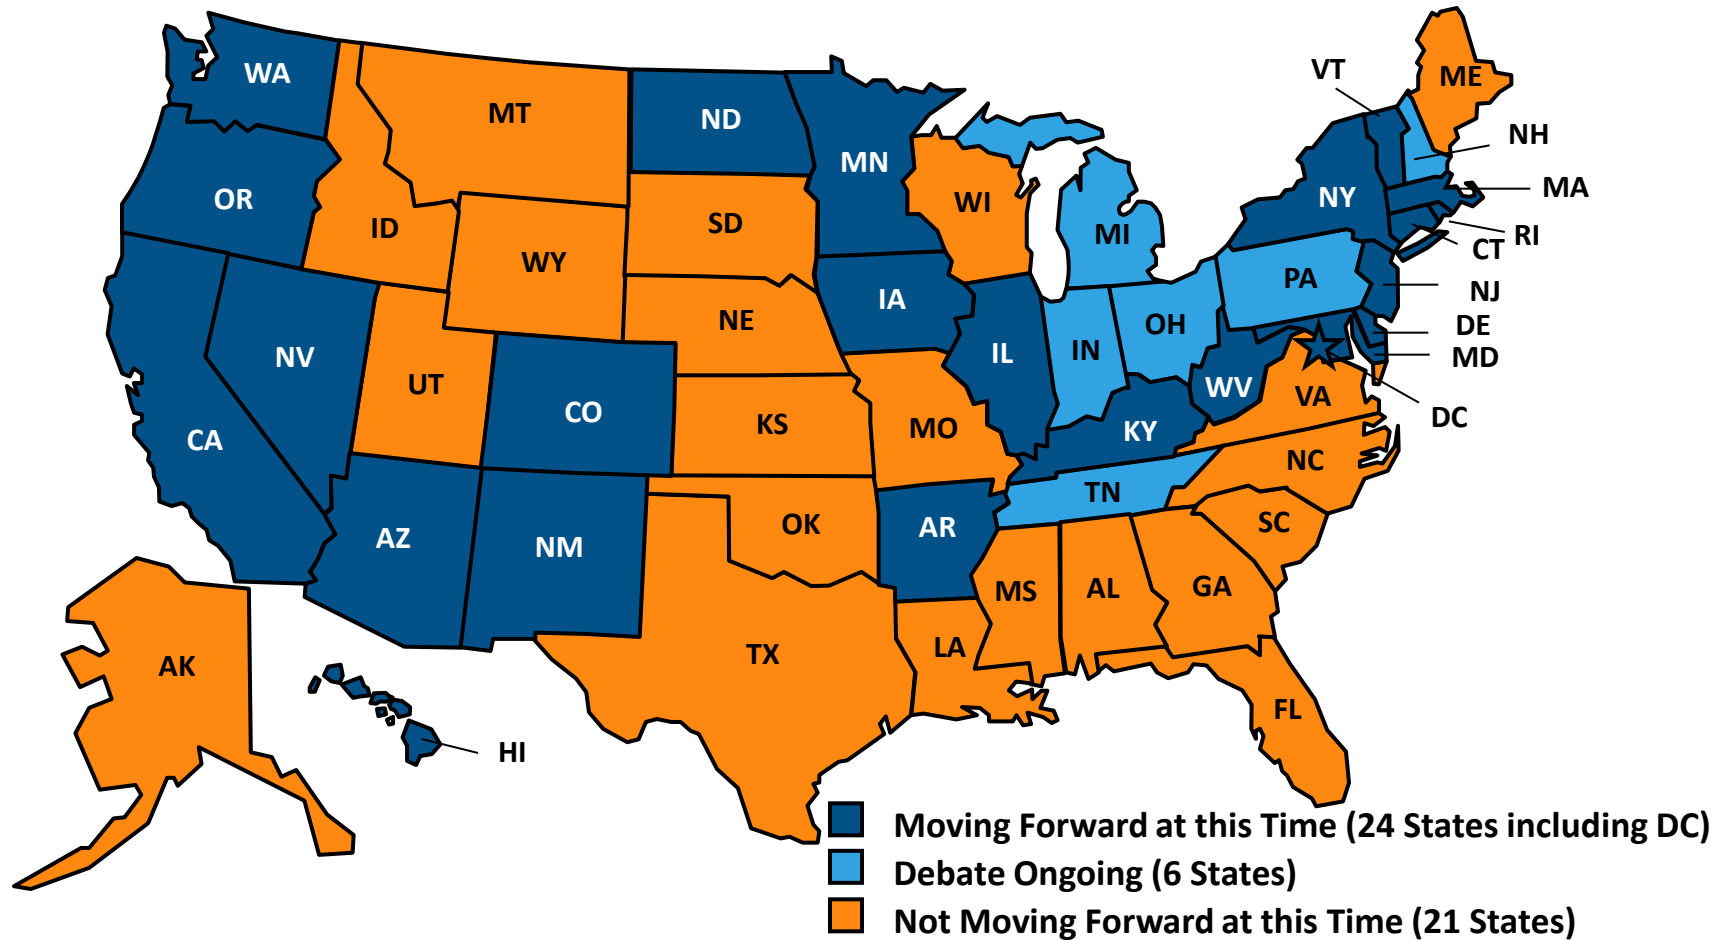 VT
ME
WA
MT
ND
NH
MN
MA
OR
NY
WI
ID
SD
RI
MI
CT
WY
PA
NJ
IA
NE
OH
DE
IN
IL
NV
MD
UT
WV
VA
CO
DC
KS
MO
KY
CA
NC
TN
SC
OK
AR
AZ
NM
GA
MS
AL
LA
TX
AK
FL
HI
Moving Forward at this Time (24 States including DC)
Debate Ongoing (6 States)
Not Moving Forward at this Time (21 States)